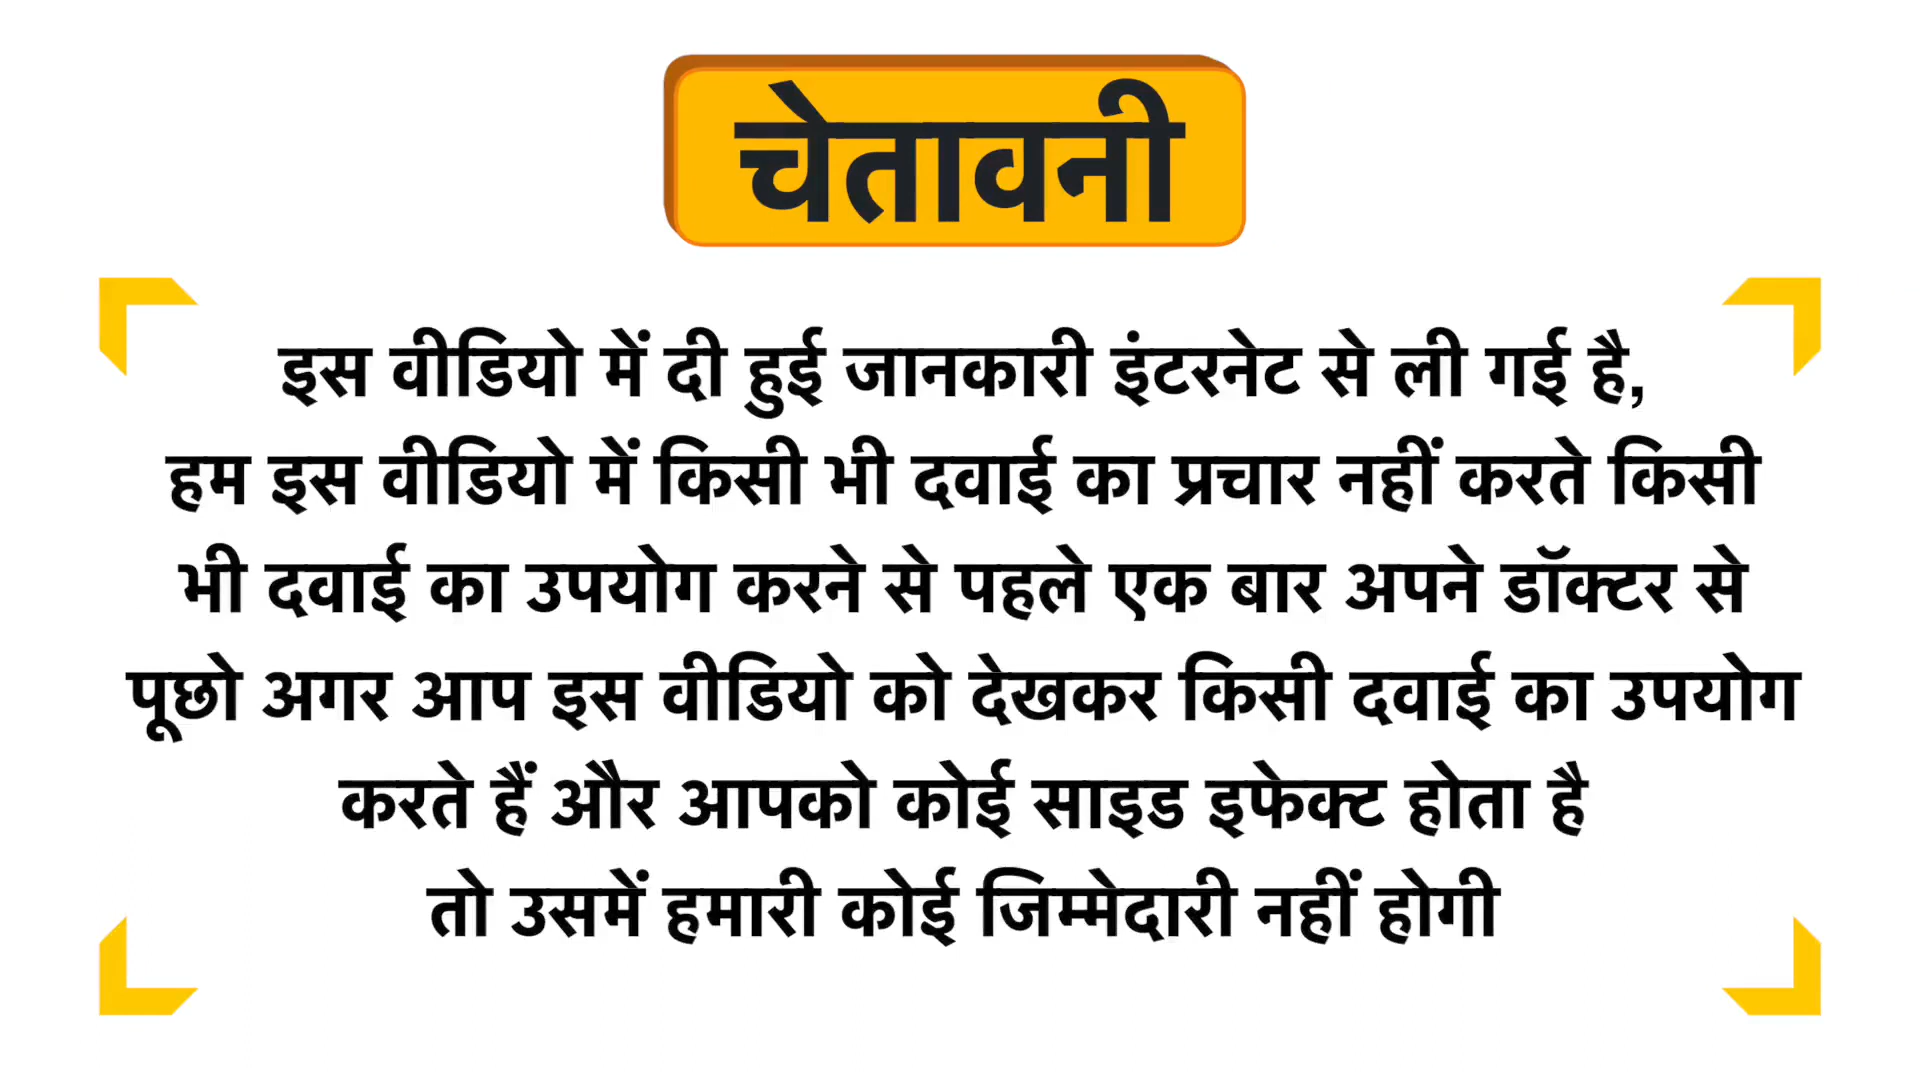 चेतावनी
इस वीडियो में दी हुई जानकारी इंटरनेट से ली गई है,
हम इस वीडियो में किसी भी दवाई का प्रचार नहीं करते किसी
भी दवाई का उपयोग करने से पहले एक बार अपने डॉक्टर से
पूछो अगर आप इस वीडियो को देखकर किसी दवाई का उपयोग
करते हैं और आपको कोई साइड इफेक्ट होता है
तो उसमें हमारी कोई जिम्मेदारी नहीं होगी